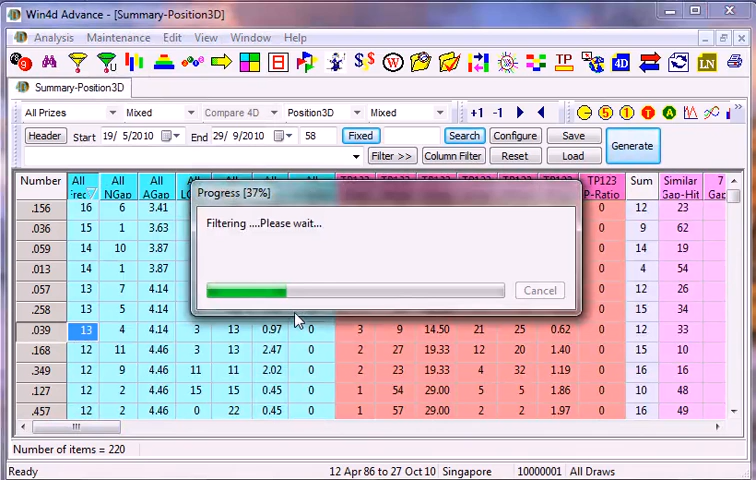 Win4d Advance - [Summary-Position3D]
Analysis Maintenance Edit View Window Help
$$ W TP 4D LN
Summary-Position3D
All Prizes Mixed Compare 4D Position3D Mixed +1 -1 5 1 T A
Header Start 19/ 5/2010 End 29/ 9/2010 58 Fixed Search Configure Save
Generate
Filter >> Column Filter Reset Load
Number All All All All TP123 TP123 Sum Similar 7
NGap AGap P-Ratio Gap-Hit
Progress [37%]
.156 16 6 3.41 0 12 23
Filtering ....Please wait...
.036 15 1 3.63 0 9 62
.059 14 10 3.87 0 14 19
.013 14 1 3.87 0 4 54
.057 13 7 4.14 0 12 26
Cancel
.258 13 5 4.14 0 15 34
.039 13 4 4.14 3 13 0.97 0 3 9 14.50 21 25 0.62 0 12 33
.168 12 11 4.46 3 13 2.47 0 2 27 19.33 12 20 1.40 0 15 10
.349 12 9 4.46 11 11 2.02 0 2 23 19.33 4 32 1.19 0 16 16
.127 12 2 4.46 15 15 0.45 0 1 54 29.00 5 5 1.86 0 10 48
.457 12 2 4.46 0 22 0.45 0 1 57 29.00 2 2 1.97 0 16 49
Number of items = 220
Ready 12 Apr 86 to 27 Oct 10 Singapore 10000001 All Draws